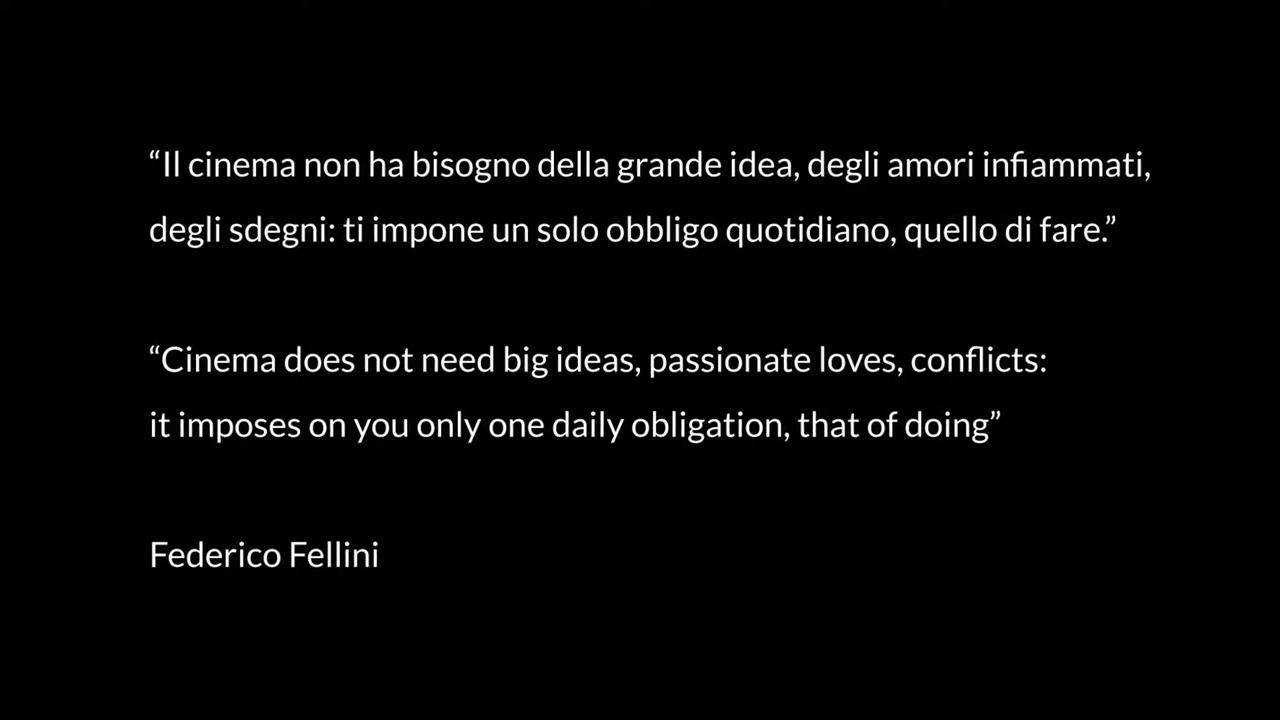 “Il cinema non ha bisogno della grande idea, degli amori infiammati,
degli sdegni: ti impone un solo obbligo quotidiano, quello di fare.”
“Cinema does not need big ideas, passionate loves, conflicts:
it imposes on you only one daily obligation, that of doing”
Federico Fellini